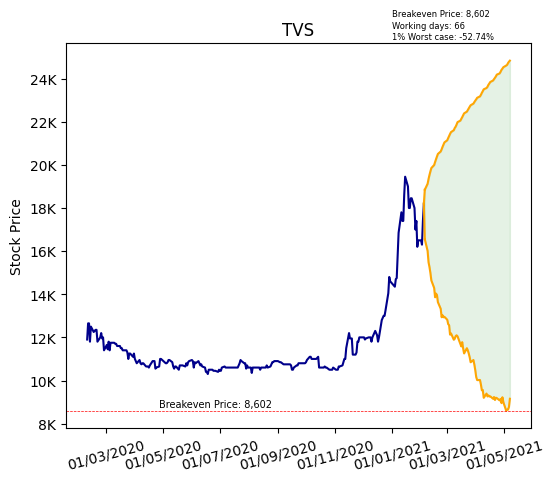 Breakeven Price: 8,602
Working days: 66
1% Worst case: -52.74%
TVS
Stock Price
24K
22K
20K
18K
16K
14K
12K
10K
8K
Breakeven Price: 8,602
01/03/2020
01/05/2020
01/07/2020
01/09/2020
01/11/2020
01/01/2021
01/03/2021
01/05/2021